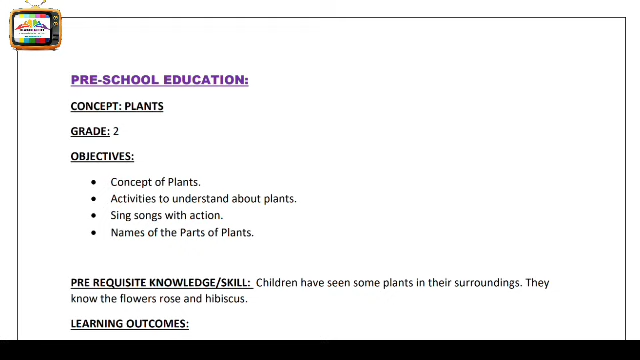 PRE-SCHOOL EDUCATION:
CONCEPT: PLANTS
GRADE: 2
OBJECTIVES:
• Concept of Plants.
• Activities to understand about plants.
• Sing songs with action.
• Names of the Parts of Plants.
PRE REQUISITE KNOWLEDGE/SKILL: Children have seen some plants in their surroundings. They
know the flowers rose and hibiscus.
LEARNING OUTCOMES: